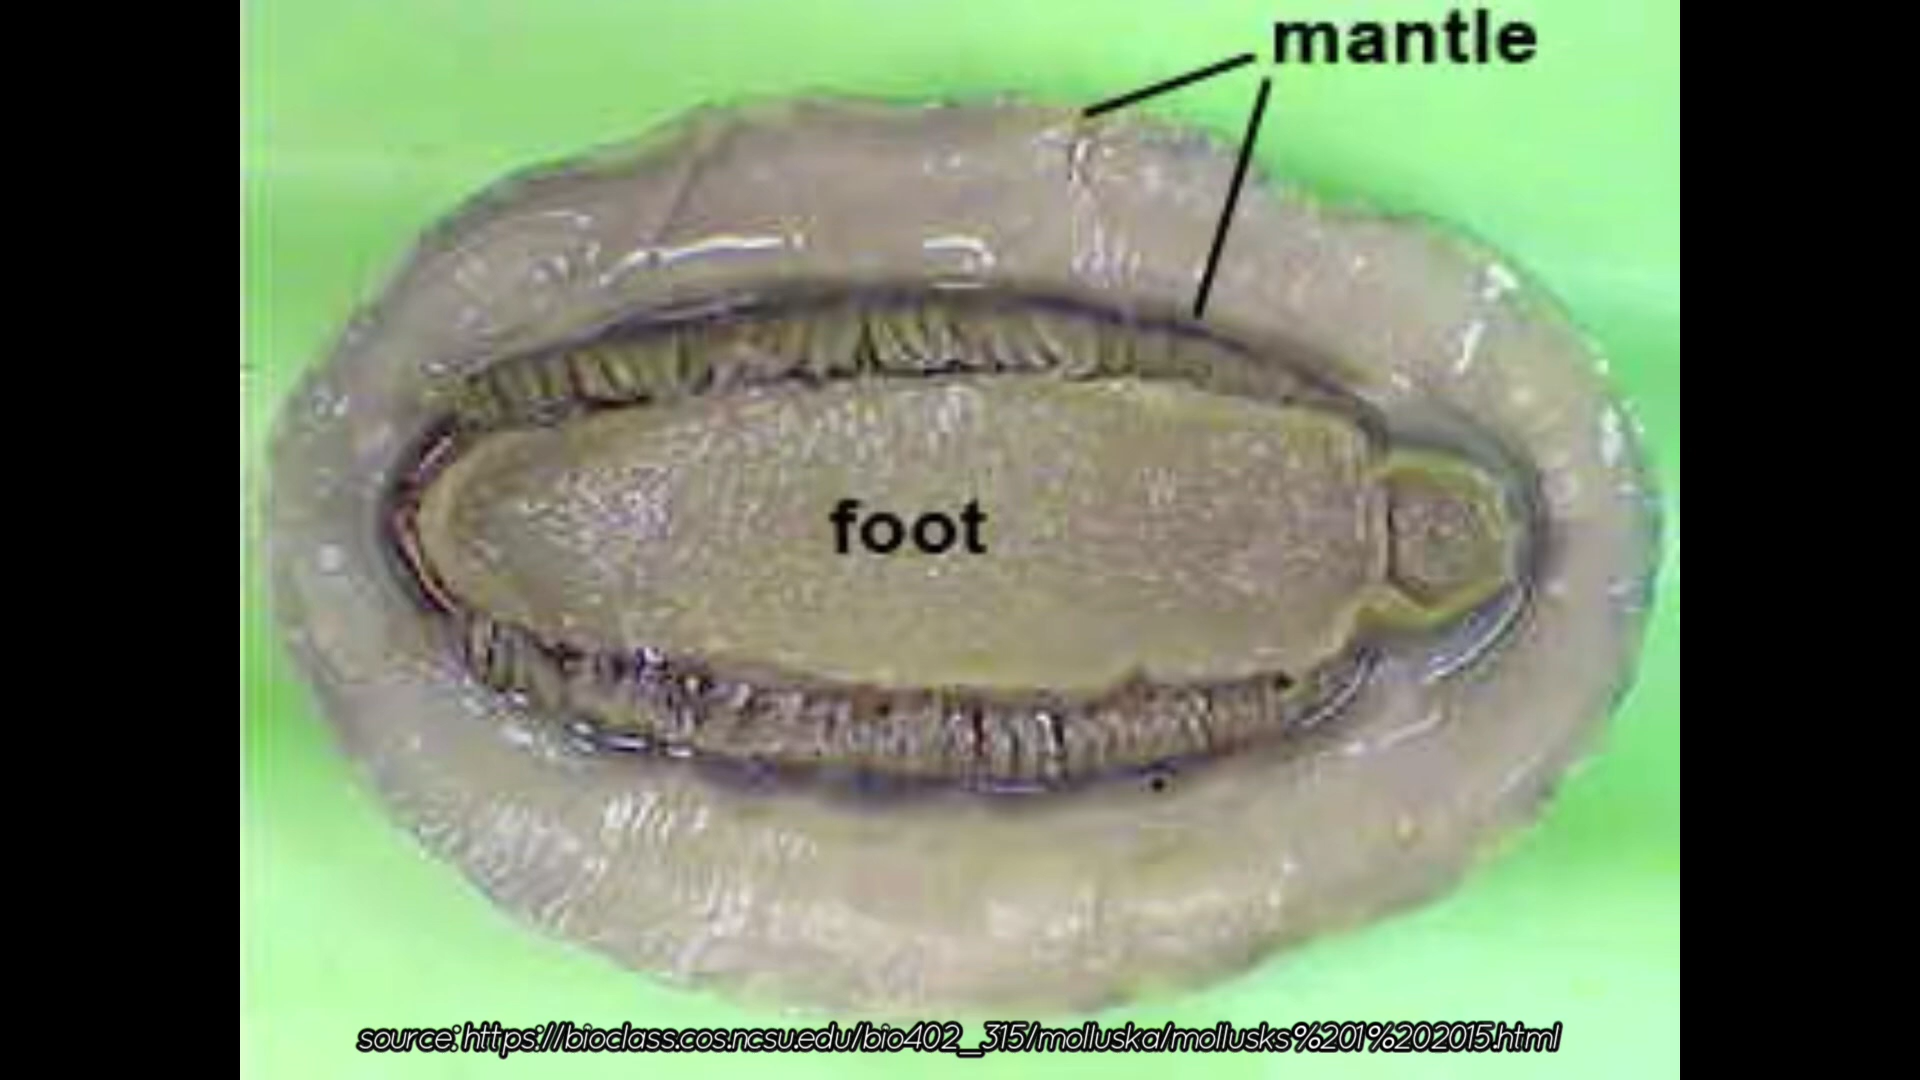 mantle
foot
source: https://bioclass.cos.ncsu.edu/bio402_315/molluska/mollusks%201%202015.html